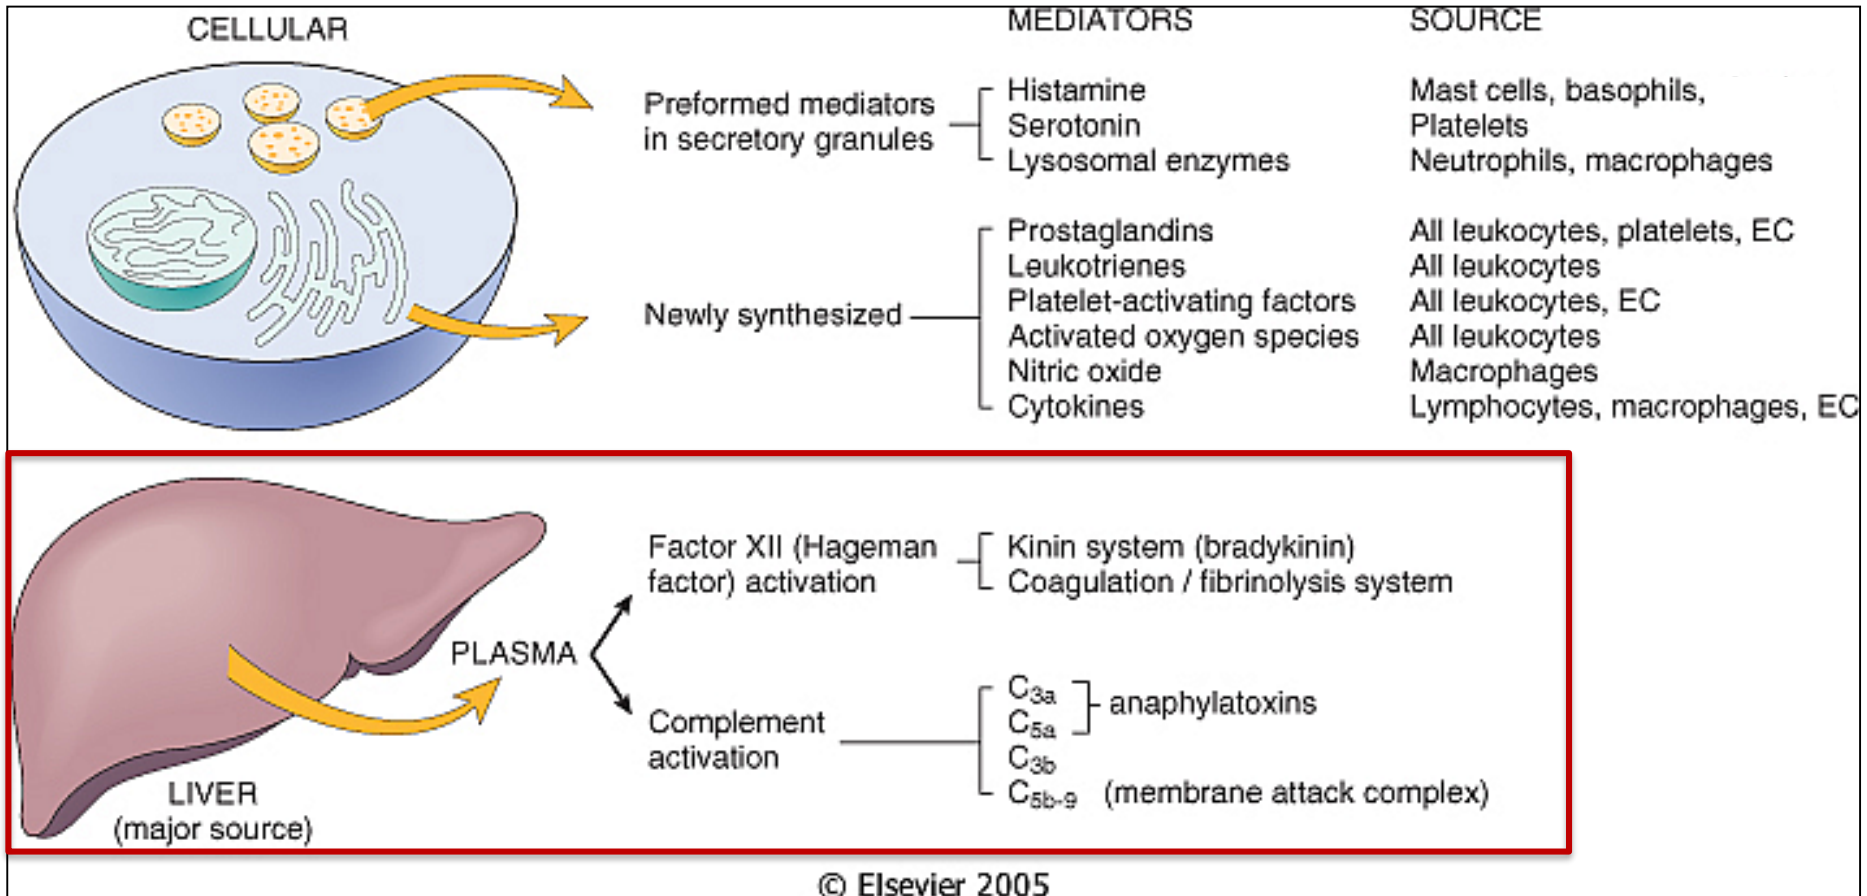 CELLULAR
MEDIATORS
SOURCE
Preformed mediators
in secretory granules
Histamine
Mast cells, basophils,
Serotonin
Platelets
Lysosomal enzymes
Neutrophils, macrophages
Newly synthesized
Prostaglandins
All leukocytes, platelets, EC
Leukotrienes
All leukocytes
Platelet-activating factors
All leukocytes, EC
Activated oxygen species
All leukocytes
Nitric oxide
Macrophages
Cytokines
Lymphocytes, macrophages, EC
LIVER
(major source)
PLASMA
Factor XII (Hageman
factor) activation
Kinin system (bradykinin)
Coagulation / fibrinolysis system
Complement
activation
C3a
C5a
anaphylatoxins
C3b
C5b-9 (membrane attack complex)
© Elsevier 2005